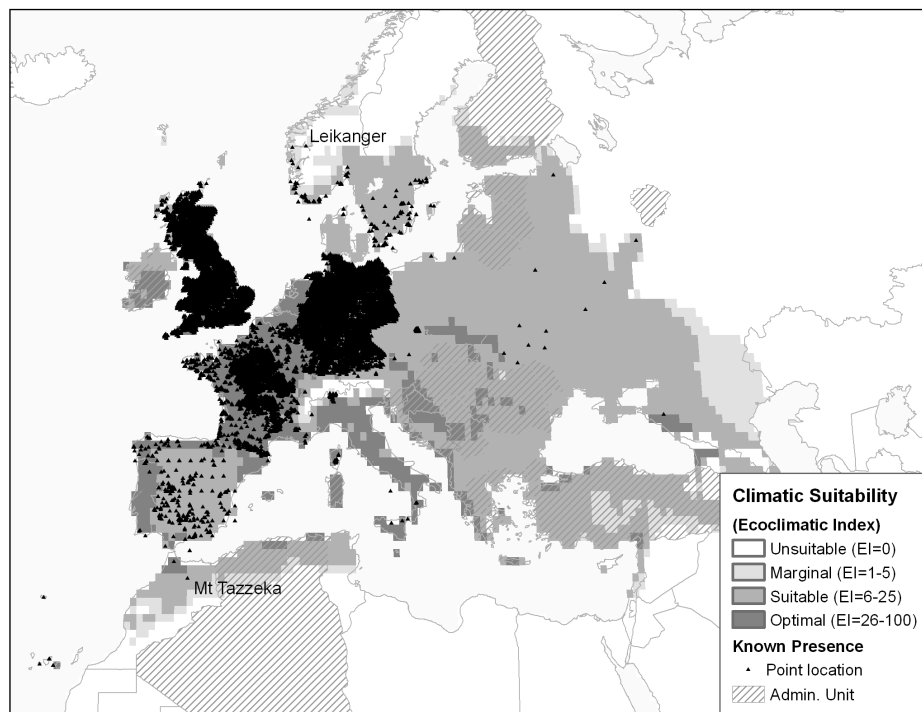 Leikanger
Mt Tazzeka
Climatic Suitability
(Ecoclimatic Index)
Unsuitable (EI=0)
Marginal (EI=1-5)
Suitable (EI=6-25)
Optimal (EI=26-100)
Known Presence
Point location
Admin. Unit